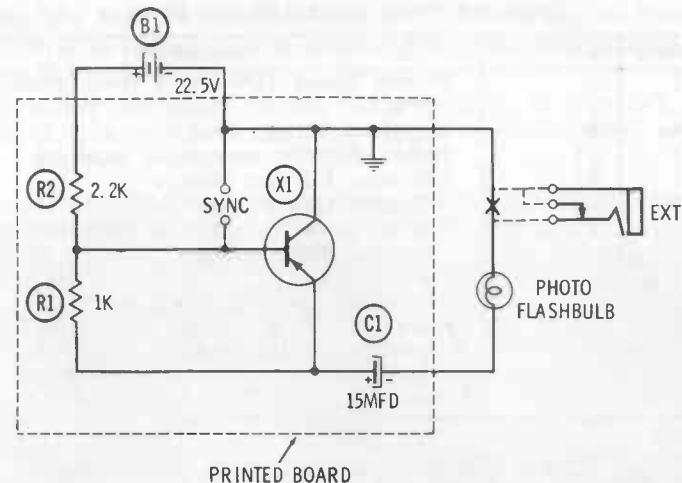 B1
+ -
22.5V
R2
2.2K
SYNC
X1
EXT
R1
1K
PHOTO
FLASHBULB
C1
+ -
15MFD
PRINTED BOARD